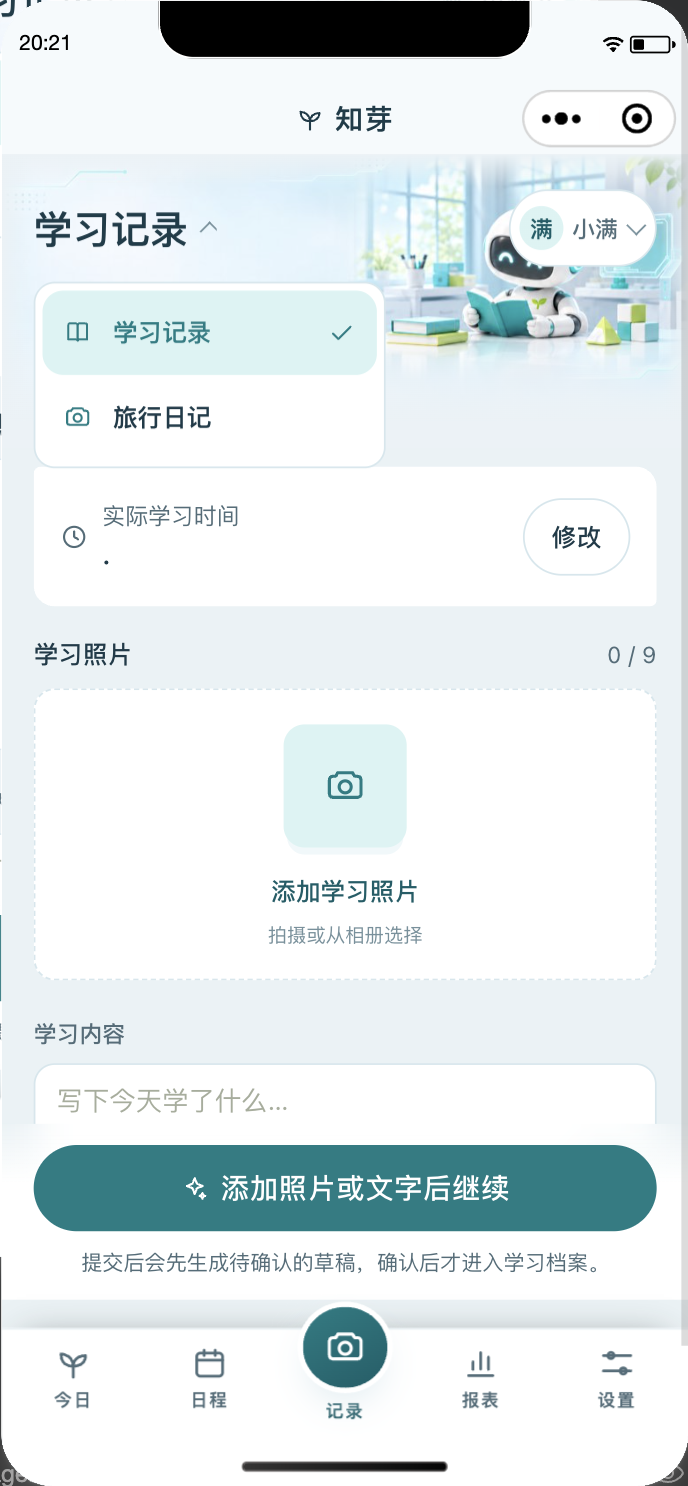 20:21
知芽
学习记录
满 小满
学习记录
旅行日记
实际学习时间
.
修改
学习照片
0 / 9
添加学习照片
拍摄或从相册选择
学习内容
写下今天学了什么...
添加照片或文字后继续
提交后会先生成待确认的草稿，确认后才进入学习档案。
今日
日程
记录
报表
设置